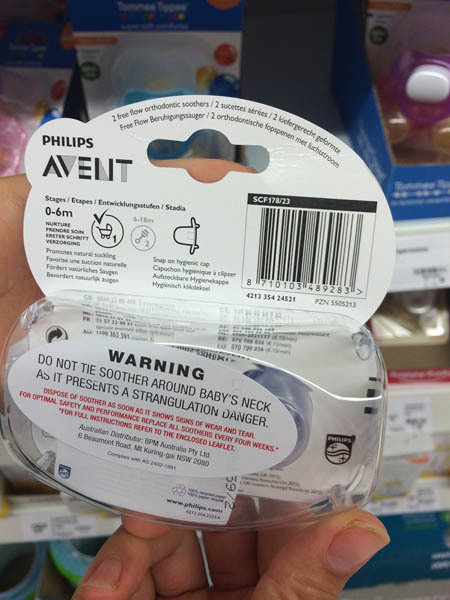 Tommee Tippee
2 free flow orthodontic soothers / 2 sucettes aérées / 2 kiefergerecht geformte
Free Flow Beruhigungssauger / 2 orthodontische fopspenen met luchtstroom
PHILIPS
AVENT
Stages / Etapes / Entwicklungsstufen / Stadia
0-6m
6-18m
NURTURE
PRENDRE SOIN
ERSTER SCHRITT
VERZORGING
1
2
Promotes natural suckling
Favorise une succion naturelle
Fördert natürliches Saugen
Bevordert natuurlijk zuigen
Snap on hygienic cap
Capuchon hygiénique à clipser
Aufsteckbare Hygienekappe
Hygiënisch klikdeksel
SCF178/23
8 710103 489283 >
4213 354 24521
PZN 5505213
WARNING
DO NOT TIE SOOTHER AROUND BABY'S NECK
AS IT PRESENTS A STRANGULATION DANGER.
DISPOSE OF SOOTHER AS SOON AS IT SHOWS SIGNS OF WEAR AND TEAR.
FOR OPTIMAL SAFETY AND PERFORMANCE REPLACE ALL SOOTHERS EVERY FOUR WEEKS.*
*FOR FULL INSTRUCTIONS REFER TO THE ENCLOSED LEAFLET.
Australian Distributor: BPM Australia Pty Ltd.
6 Beaumont Road, Mt Kuring-gai NSW 2080
Complies with AS 2432-1991
PHILIPS
www.philips.com